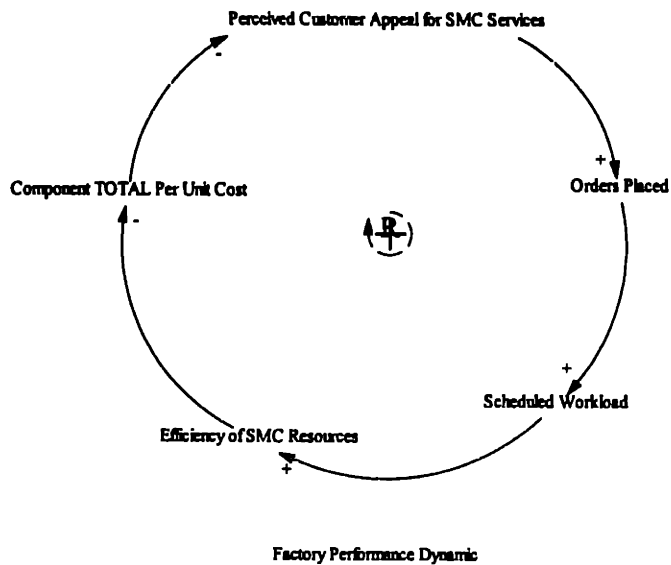 Perceived Customer Appeal for SMC Services
-
+
Component TOTAL Per Unit Cost
Orders Placed
-
R
+
Scheduled Workload
Efficiency of SMC Resources
+
Factory Performance Dynamic